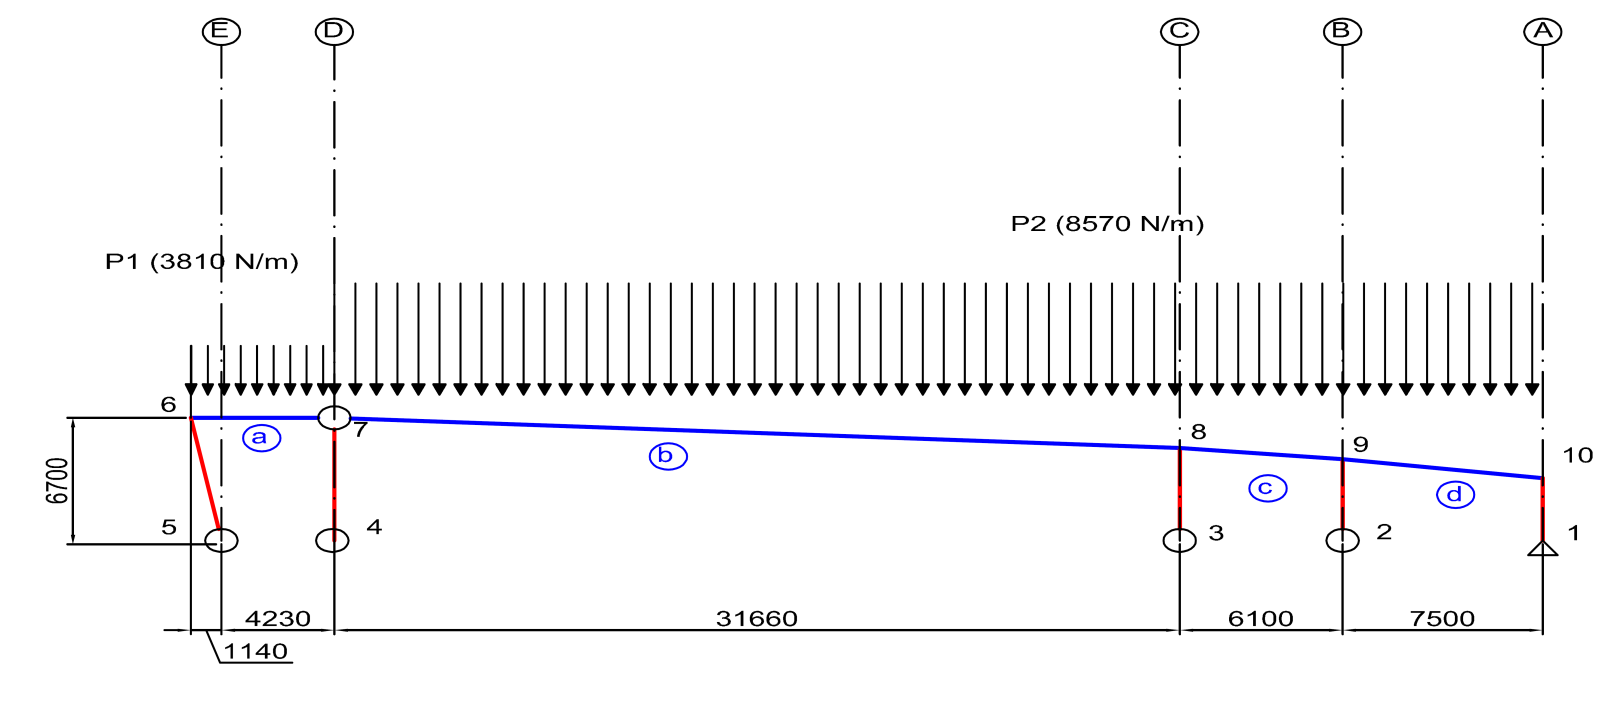 E D C B A
P2 (8570 N/m)
P1 (3810 N/m)
6 7 8 9 10
a b c d
6700
5 4 3 2 1
4230 31660 6100 7500
1140